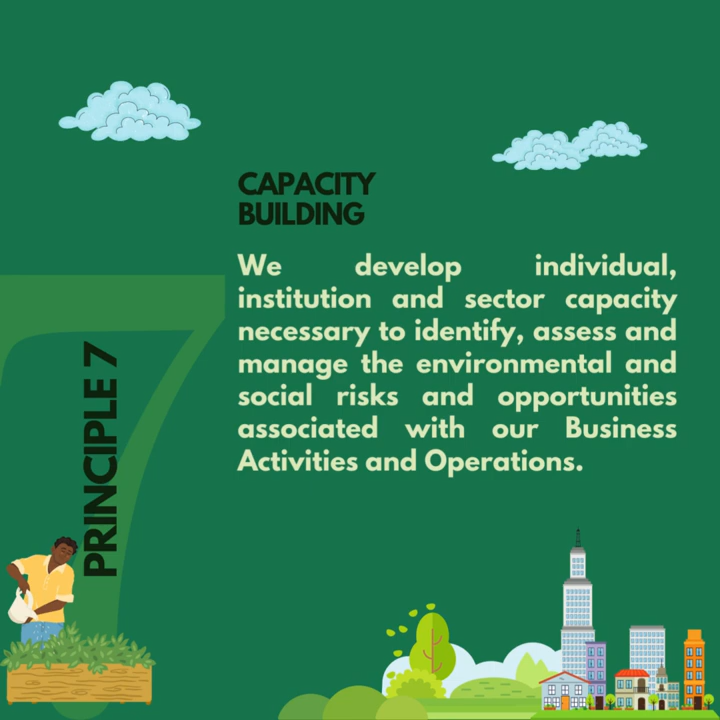 CAPACITY
BUILDING
We develop individual,
institution and sector capacity
necessary to identify, assess and
manage the environmental and
social risks and opportunities
associated with our Business
Activities and Operations.
7
PRINCIPLE 7